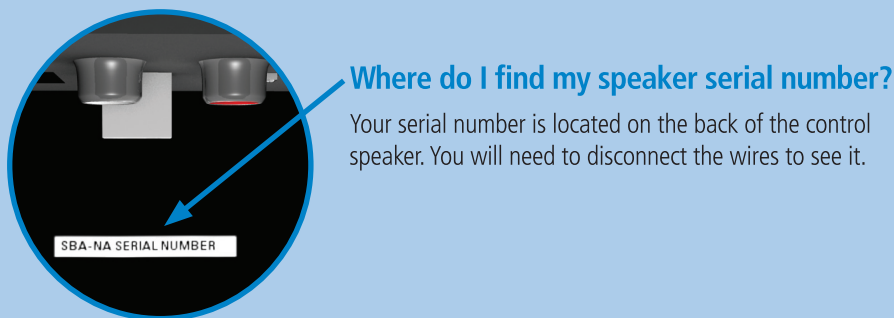 Where do I find my speaker serial number?
Your serial number is located on the back of the control
speaker. You will need to disconnect the wires to see it.
SBA-NA SERIAL NUMBER